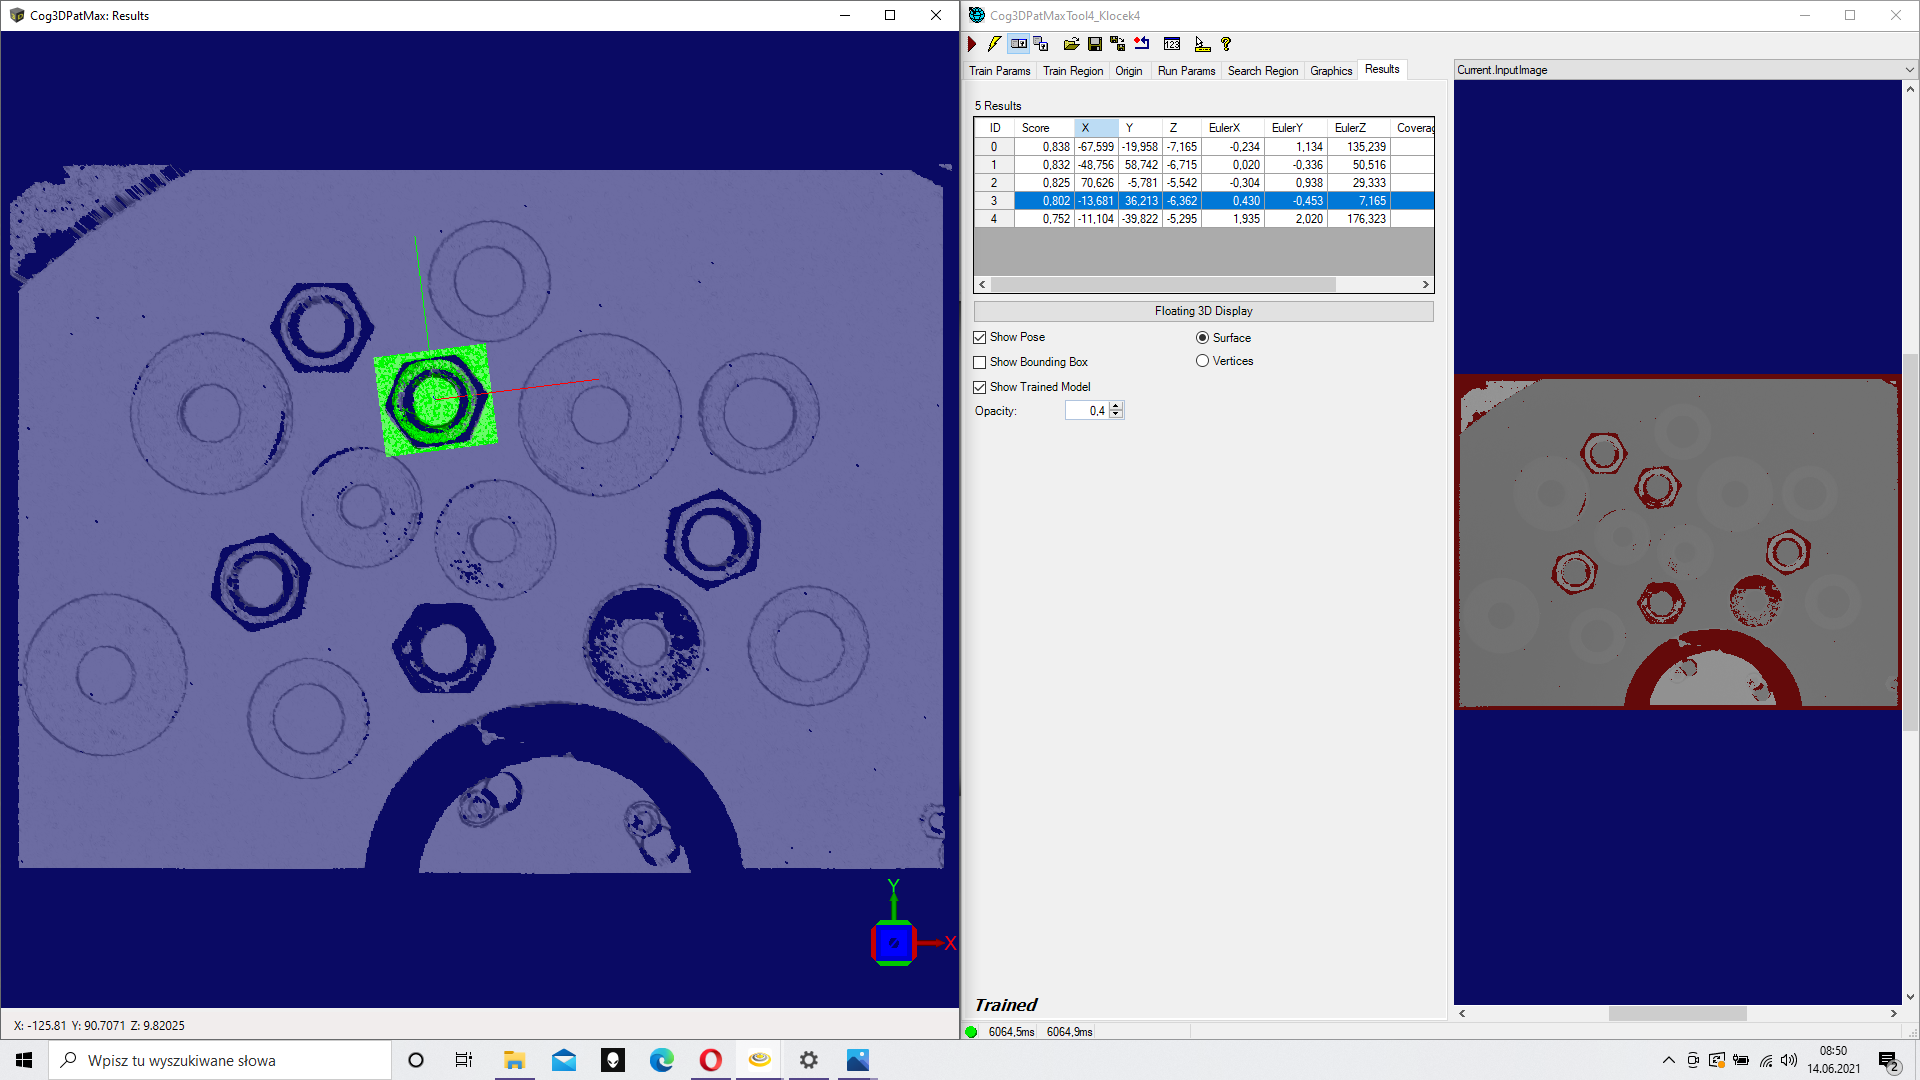 Cog3DPatMax: Results
Cog3DPatMaxTool4_Klocek4
Train Params Train Region Origin Run Params Search Region Graphics Results
Current.InputImage
5 Results
ID Score X Y Z EulerX EulerY EulerZ Coverag
0 0,838 -67,599 -19,958 -7,165 -0,234 1,134 135,239
1 0,832 -48,756 58,742 -6,715 0,020 -0,336 50,516
2 0,825 70,626 -5,781 -5,542 -0,304 0,938 29,333
3 0,802 -13,681 36,213 -6,362 0,430 -0,453 7,165
4 0,752 -11,104 -39,822 -5,295 1,935 2,020 176,323
Floating 3D Display
Show Pose Surface
Show Bounding Box Vertices
Show Trained Model
Opacity: 0,4
Y
X
Trained
X: -125.81 Y: 90.7071 Z: 9.82025
6064,5ms 6064,9ms
Wpisz tu wyszukiwane słowa
08:50
14.06.2021
2
123